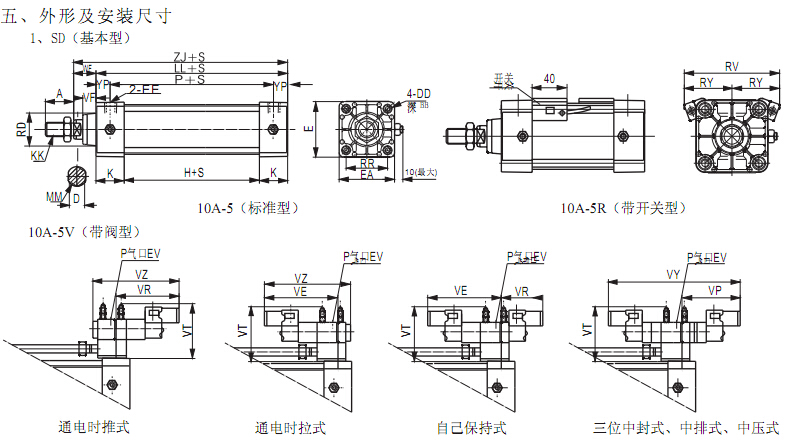 五、外形及安装尺寸
1、SD（基本型）
ZJ＋S
WE LL＋S
YP P＋S YP
A VF 2-EE
RD
KK
MM D
K H+S K
4-DD
E
RR
EA 10(最大)
开关
40
RV
RY RY
10A-5（标准型） 10A-5R（带开关型）
10A-5V（带阀型）
P气口EV
VZ
VR
VT
通电时推式
P气口EV
VZ
VE
VT
通电时拉式
P气口EV
VE VR
VT
自己保持式
P气口EV
VY
VP
VT
三位中封式、中排式、中压式